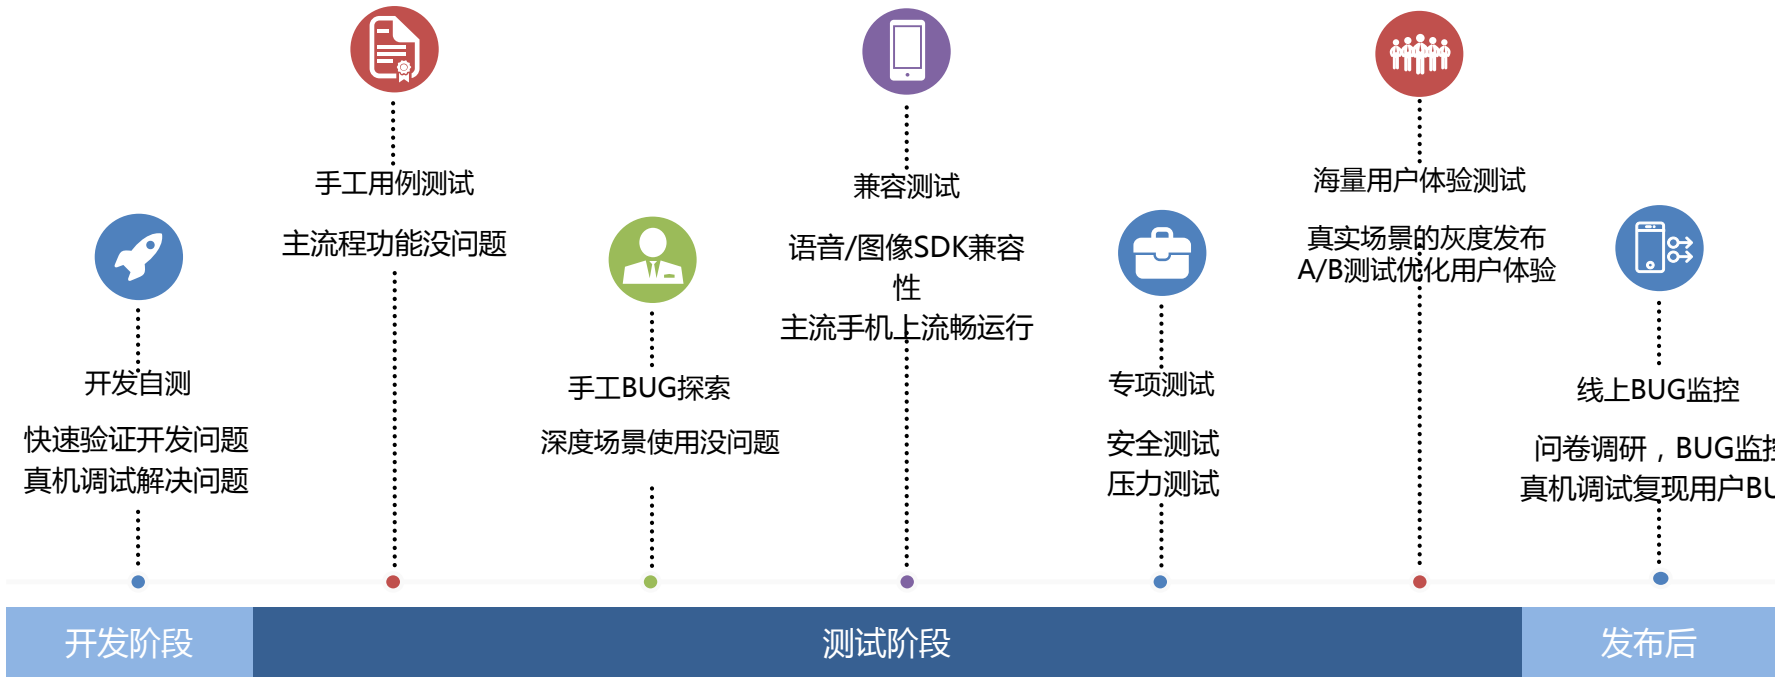 开发自测
快速验证开发问题
真机调试解决问题
手工用例测试
主流程功能没问题
手工BUG探索
深度场景使用没问题
兼容测试
语音/图像SDK兼容
性
主流手机上流畅运行
专项测试
安全测试
压力测试
海量用户体验测试
真实场景的灰度发布
A/B测试优化用户体验
线上BUG监控
问卷调研，BUG监控
真机调试复现用户BU
开发阶段
测试阶段
发布后